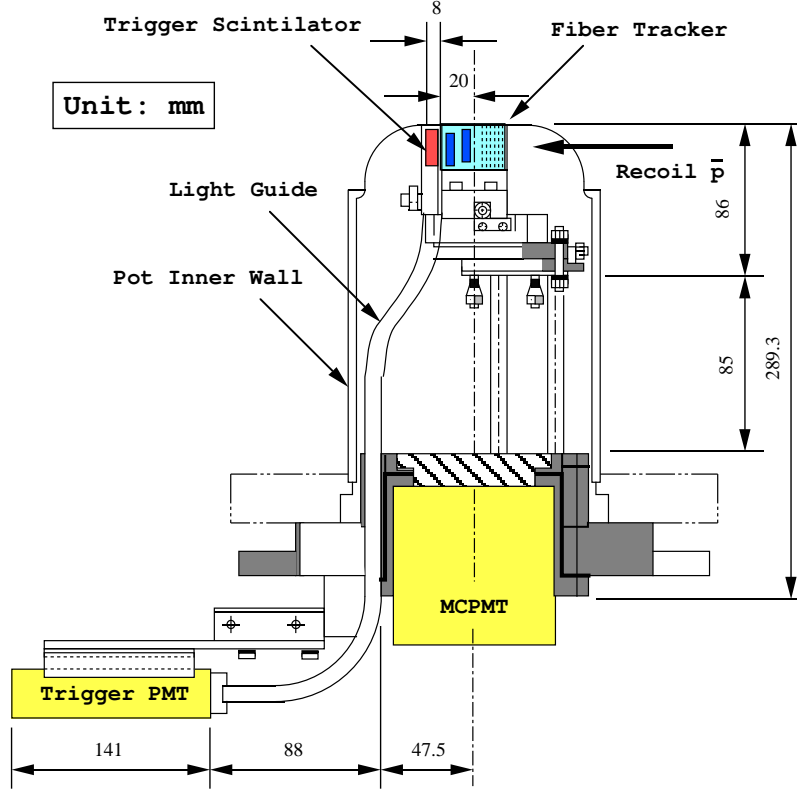 8
Trigger Scintilator
Fiber Tracker
20
Unit: mm
Recoil p̅
Light Guide
86
Pot Inner Wall
85
289.3
MCPMT
Trigger PMT
141
88
47.5